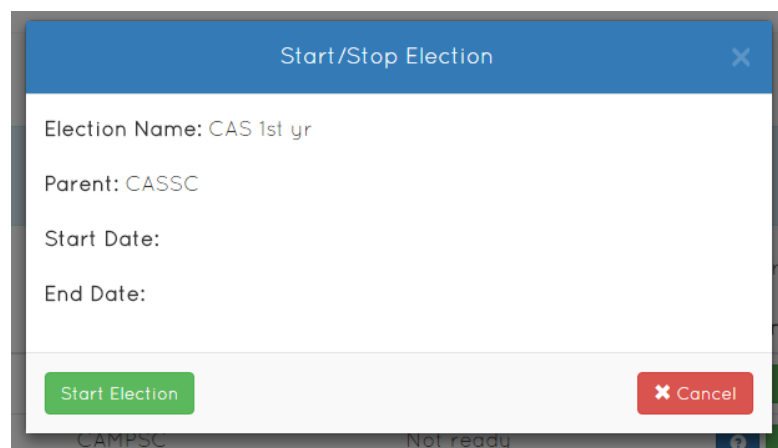 Start/Stop Election
Election Name: CAS 1st yr
Parent: CASSC
Start Date:
End Date:
Start Election
Cancel
CAMPSC Not ready